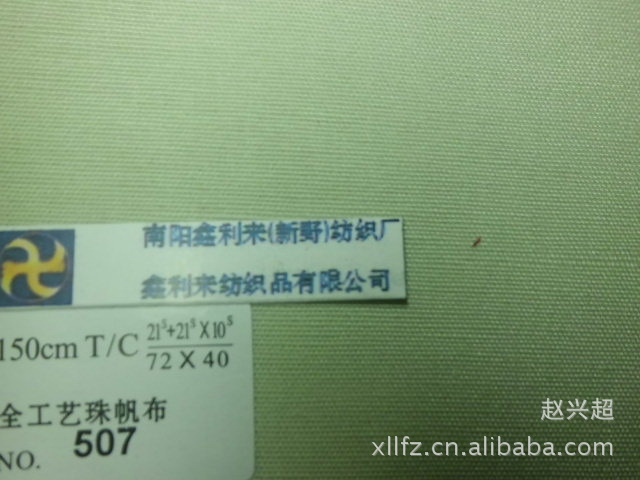 南阳鑫利来(新野)纺织厂
鑫利来纺织品有限公司
150cm T/C 21ˢ+21ˢ X 10ˢ / 72 X 40
全工艺珠帆布
NO. 507
赵兴超
xllfz.cn.alibaba.com